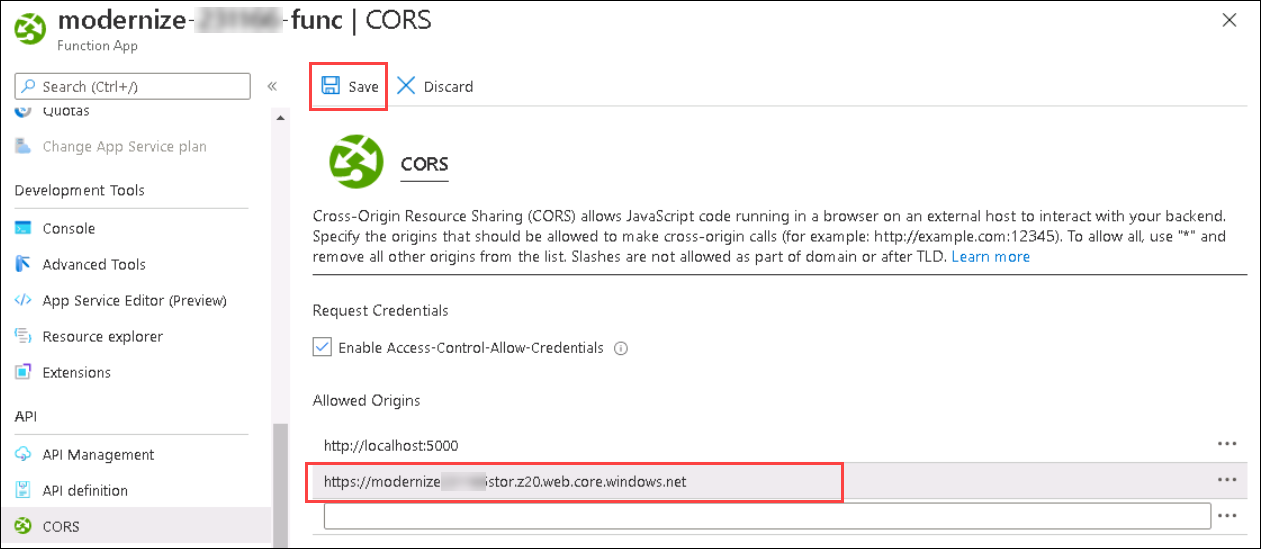 modernize- -func | CORS
Function App
Search (Ctrl+/)
«
Save
Discard
Quotas
Change App Service plan
Development Tools
Console
Advanced Tools
App Service Editor (Preview)
Resource explorer
Extensions
API
API Management
API definition
CORS
CORS
Cross-Origin Resource Sharing (CORS) allows JavaScript code running in a browser on an external host to interact with your backend.
Specify the origins that should be allowed to make cross-origin calls (for example: http://example.com:12345). To allow all, use "*" and
remove all other origins from the list. Slashes are not allowed as part of domain or after TLD. Learn more
Request Credentials
Enable Access-Control-Allow-Credentials
Allowed Origins
http://localhost:5000
https://modernize stor.z20.web.core.windows.net